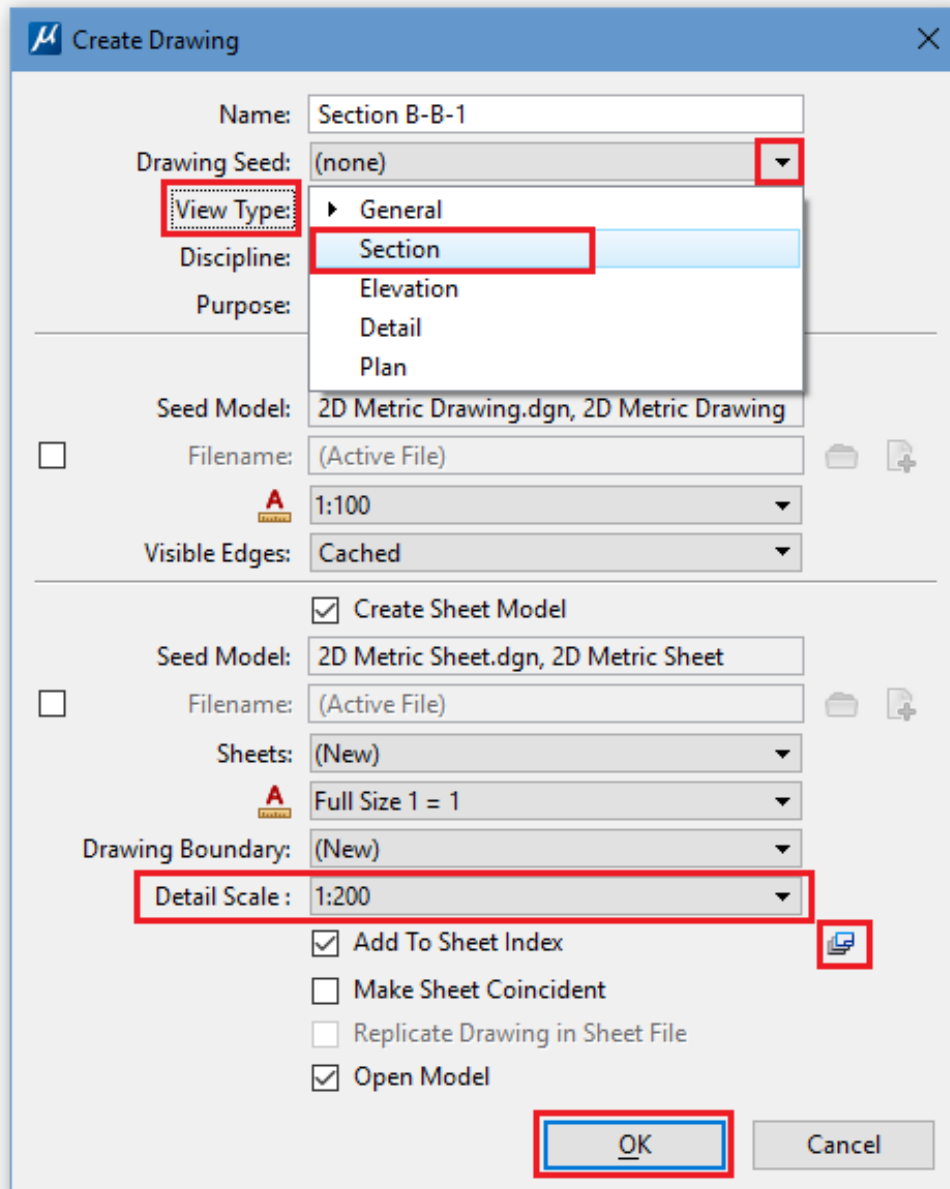 Create Drawing
Name: Section B-B-1
Drawing Seed: (none)
View Type: General
Section
Discipline:
Elevation
Purpose:
Detail
Plan
Seed Model: 2D Metric Drawing.dgn, 2D Metric Drawing
Filename: (Active File)
A 1:100
Visible Edges: Cached
Create Sheet Model
Seed Model: 2D Metric Sheet.dgn, 2D Metric Sheet
Filename: (Active File)
Sheets: (New)
A Full Size 1 = 1
Drawing Boundary: (New)
Detail Scale : 1:200
Add To Sheet Index
Make Sheet Coincident
Replicate Drawing in Sheet File
Open Model
OK Cancel